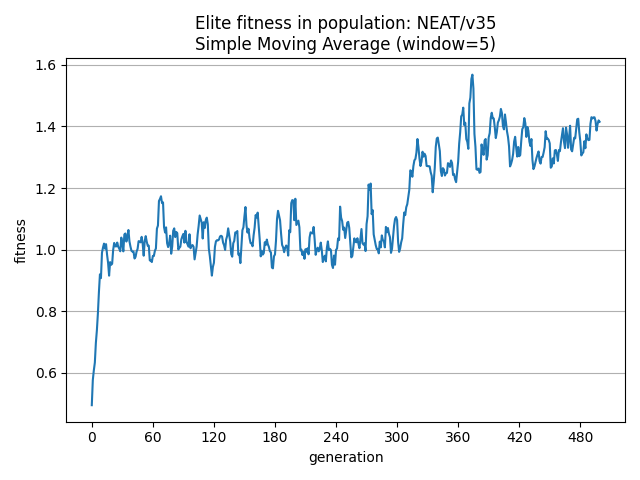 Elite fitness in population: NEAT/v35
Simple Moving Average (window=5)
1.6
1.4
1.2
1.0
0.8
0.6
fitness
0 60 120 180 240 300 360 420 480
generation